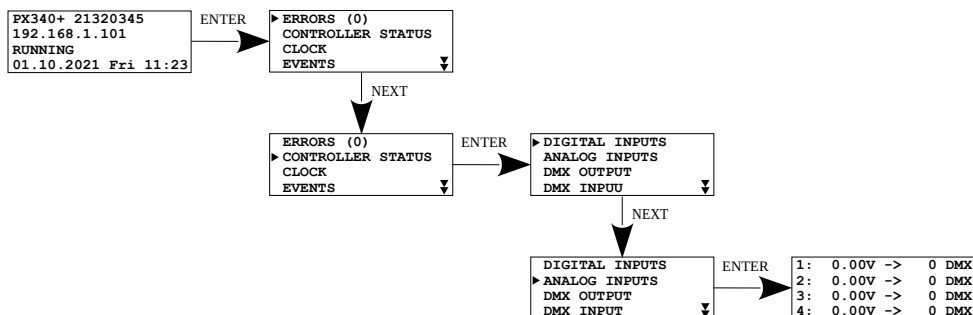 PX340+ 21320345
192.168.1.101
RUNNING
01.10.2021 Fri 11:23
ENTER
ERRORS (0)
CONTROLLER STATUS
CLOCK
EVENTS
NEXT
ERRORS (0)
CONTROLLER STATUS
CLOCK
EVENTS
ENTER
DIGITAL INPUTS
ANALOG INPUTS
DMX OUTPUT
DMX INPUU
NEXT
DIGITAL INPUTS
ANALOG INPUTS
DMX OUTPUT
DMX INPUT
ENTER
1: 0.00V -> 0 DMX
2: 0.00V -> 0 DMX
3: 0.00V -> 0 DMX
4: 0.00V -> 0 DMX